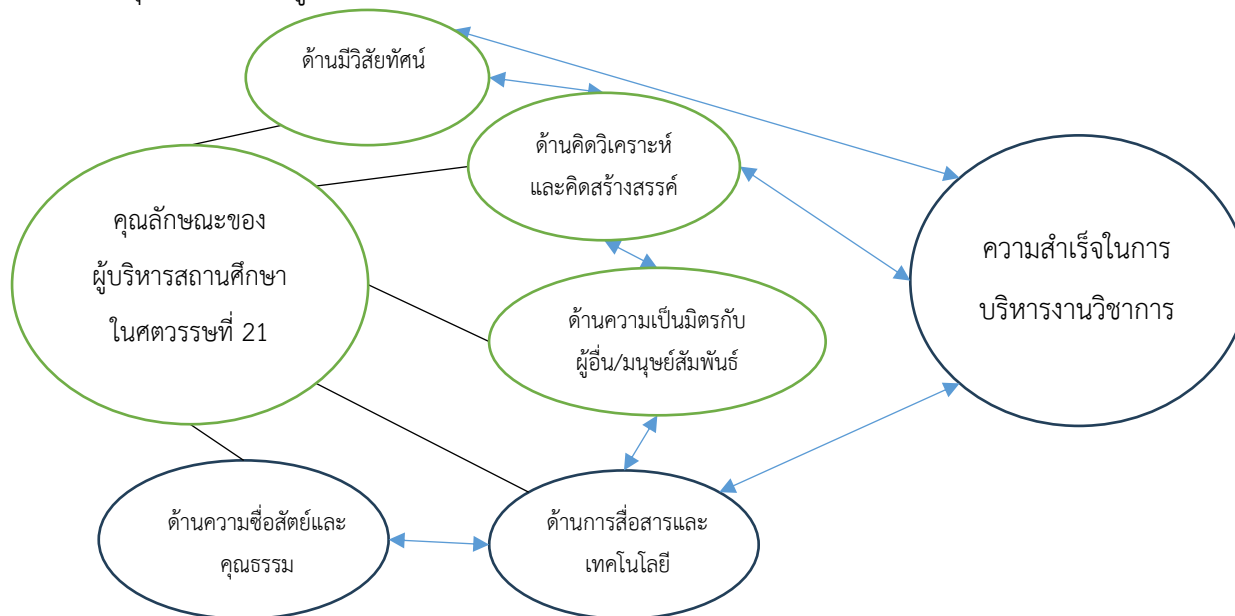 ด้านมีวิสัยทัศน์
ด้านคิดวิเคราะห์
และคิดสร้างสรรค์
คุณลักษณะของ
ผู้บริหารสถานศึกษา
ในศตวรรษที่ 21
ความสำเร็จในการ
บริหารงานวิชาการ
ด้านความเป็นมิตรกับ
ผู้อื่น/มนุษย์สัมพันธ์
ด้านความซื่อสัตย์และ
คุณธรรม
ด้านการสื่อสารและ
เทคโนโลยี